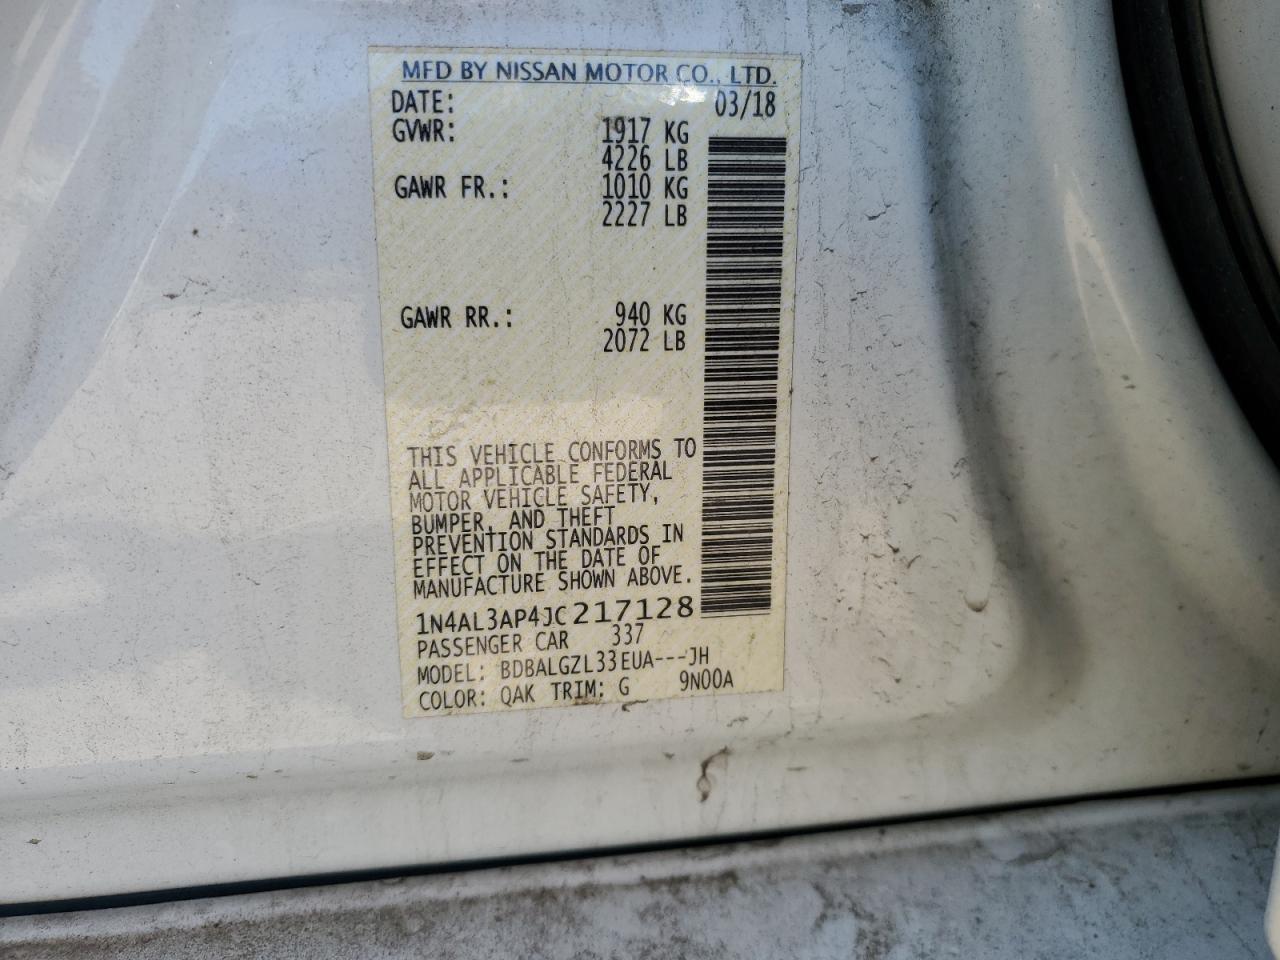 MFD BY NISSAN MOTOR CO., LTD.
DATE: 03/18
GVWR: 1917 KG
4226 LB
GAWR FR.: 1010 KG
2227 LB
GAWR RR.: 940 KG
2072 LB
THIS VEHICLE CONFORMS TO
ALL APPLICABLE FEDERAL
MOTOR VEHICLE SAFETY,
BUMPER, AND THEFT
PREVENTION STANDARDS IN
EFFECT ON THE DATE OF
MANUFACTURE SHOWN ABOVE.
1N4AL3AP4JC217128
PASSENGER CAR 337
MODEL: BDBALGZL33EUA---JH
COLOR: QAK TRIM: G 9N00A